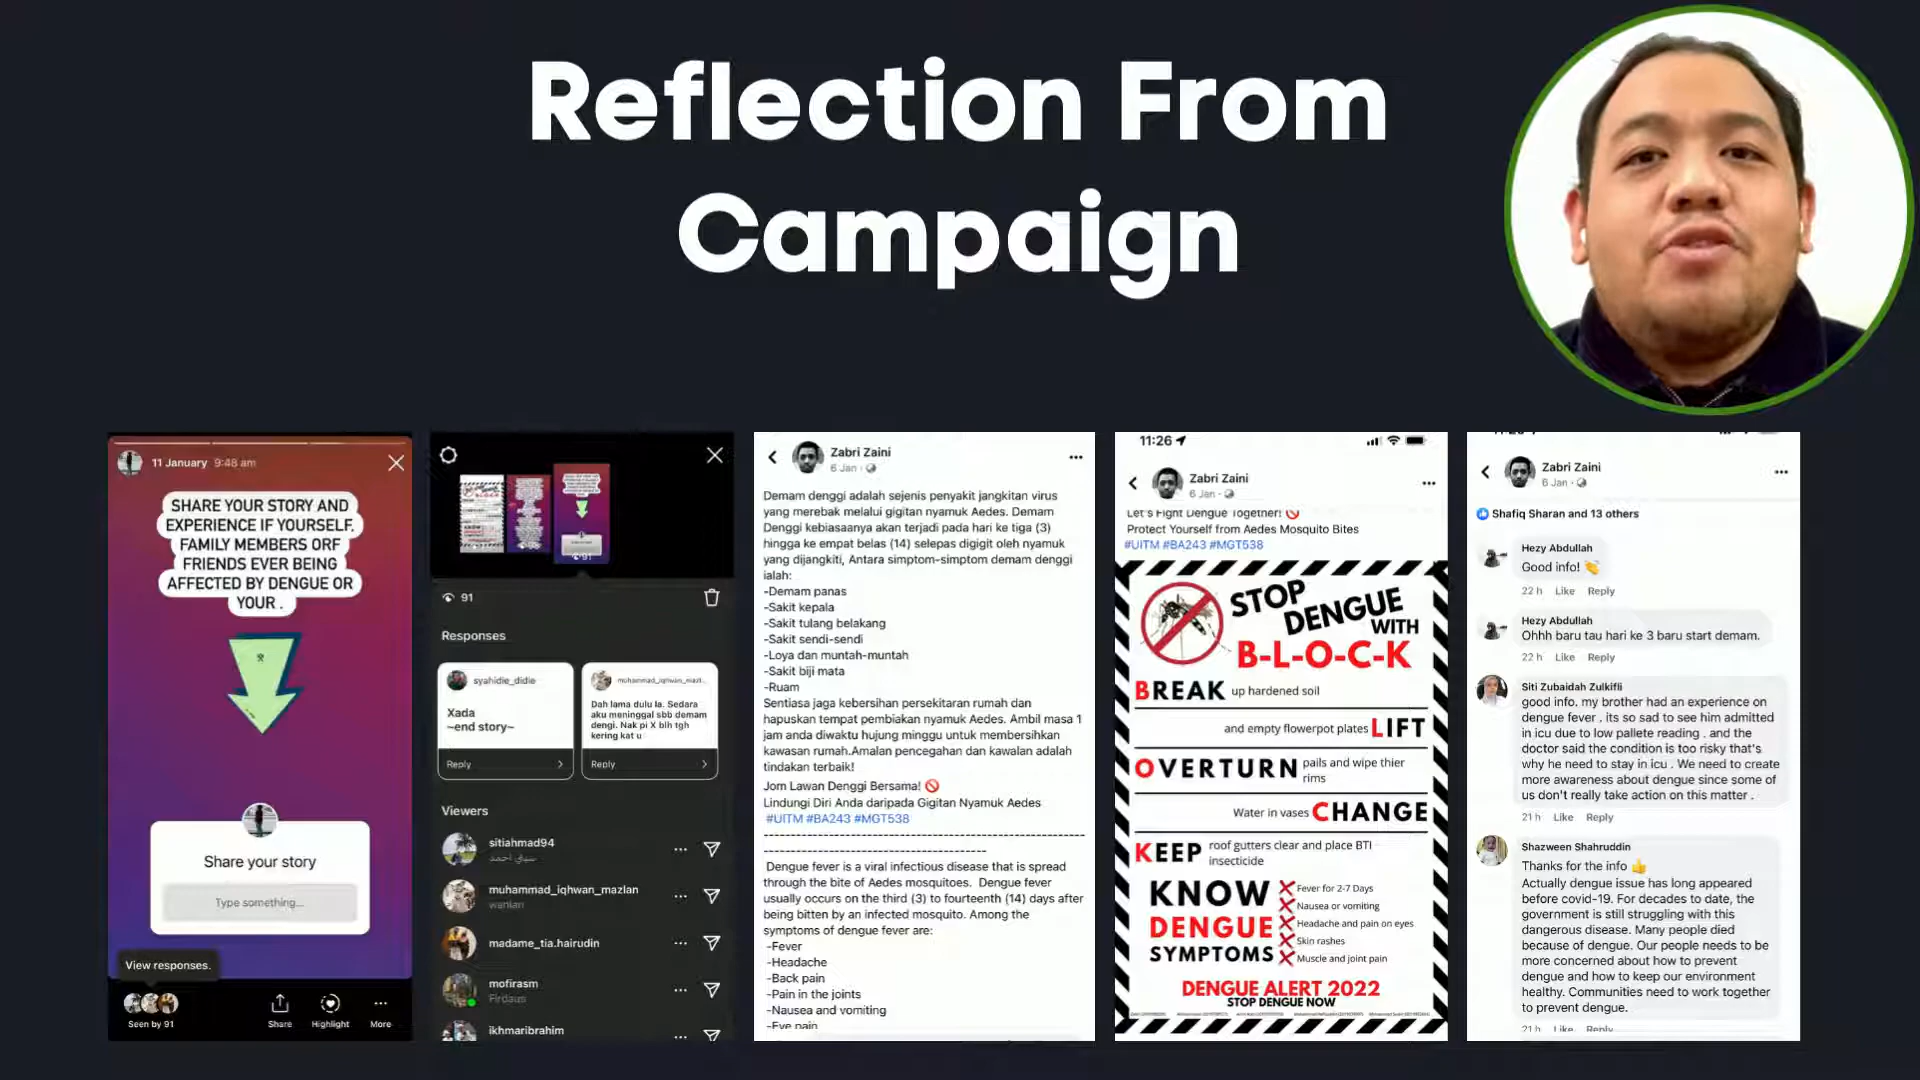 Reflection From
Campaign
11 January 9:48 am
SHARE YOUR STORY AND
EXPERIENCE IF YOURSELF.
FAMILY MEMBERS ORF
FRIENDS EVER BEING
AFFECTED BY DENGUE OR
YOUR .
Share your story
Type something...
View responses.
Seen by 91
Share
Highlight
More
91
Responses
syahidie_didie
Xada
~end story~
Reply
muhammad_iqhwan_mazl...
Dah lama dulu la. Sedara
aku meninggal sbb demam
dengi. Nak pi X blh tgh
kering kat u
Reply
Viewers
sitiahmad94
muhammad_iqhwan_mazlan
wanlan
madame_tia.hairudin
mofirasm
Firdaus
ikhmaribrahim
Zabri Zaini
6 Jan
Demam denggi adalah sejenis penyakit jangkitan virus
yang merebak melalui gigitan nyamuk Aedes. Demam
Denggi kebiasaanya akan terjadi pada hari ke tiga (3)
hingga ke empat belas (14) selepas digigit oleh nyamuk
yang dijangkiti, Antara simptom-simptom demam denggi
ialah:
-Demam panas
-Sakit kepala
-Sakit tulang belakang
-Sakit sendi-sendi
-Loya dan muntah-muntah
-Sakit biji mata
-Ruam
Sentiasa jaga kebersihan persekitaran rumah dan
hapuskan tempat pembiakan nyamuk Aedes. Ambil masa 1
jam anda diwaktu hujung minggu untuk membersihkan
kawasan rumah.Amalan pencegahan dan kawalan adalah
tindakan terbaik!
Jom Lawan Denggi Bersama! 🚫
Lindungi Diri Anda daripada Gigitan Nyamuk Aedes
#UITM #BA243 #MGT538
Dengue fever is a viral infectious disease that is spread
through the bite of Aedes mosquitoes. Dengue fever
usually occurs on the third (3) to fourteenth (14) days after
being bitten by an infected mosquito. Among the
symptoms of dengue fever are:
-Fever
-Headache
-Back pain
-Pain in the joints
-Nausea and vomiting
-Eye pain
11:26
Zabri Zaini
6 Jan
Let's Fight Dengue Together! 🚫
Protect Yourself from Aedes Mosquito Bites
#UITM #BA243 #MGT538
STOP
DENGUE
WITH
B-L-O-C-K
BREAK up hardened soil
and empty flowerpot plates LIFT
OVERTURN pails and wipe thier
rims
Water in vases CHANGE
KEEP roof gutters clear and place BTI
insecticide
KNOW
DENGUE
SYMPTOMS
Fever for 2-7 Days
Nausea or vomiting
Headache and pain on eyes
Skin rashes
Muscle and joint pain
DENGUE ALERT 2022
STOP DENGUE NOW
Zabri Zaini
6 Jan
Shafiq Sharan and 13 others
Hezy Abdullah
Good info! 👏
22 h Like Reply
Hezy Abdullah
Ohhh baru tau hari ke 3 baru start demam.
22 h Like Reply
Siti Zubaidah Zulkifli
good info. my brother had an experience on
dengue fever . its so sad to see him admitted
in icu due to low pallete reading . and the
doctor said the condition is too risky that's
why he need to stay in icu . We need to create
more awareness about dengue since some of
us don't really take action on this matter .
21 h Like Reply
Shazween Shahruddin
Thanks for the info 👍
Actually dengue issue has long appeared
before covid-19. For decades to date, the
government is still struggling with this
dangerous disease. Many people died
because of dengue. Our people needs to be
more concerned about how to prevent
dengue and how to keep our environment
healthy. Communities need to work together
to prevent dengue.
21 h Like Reply